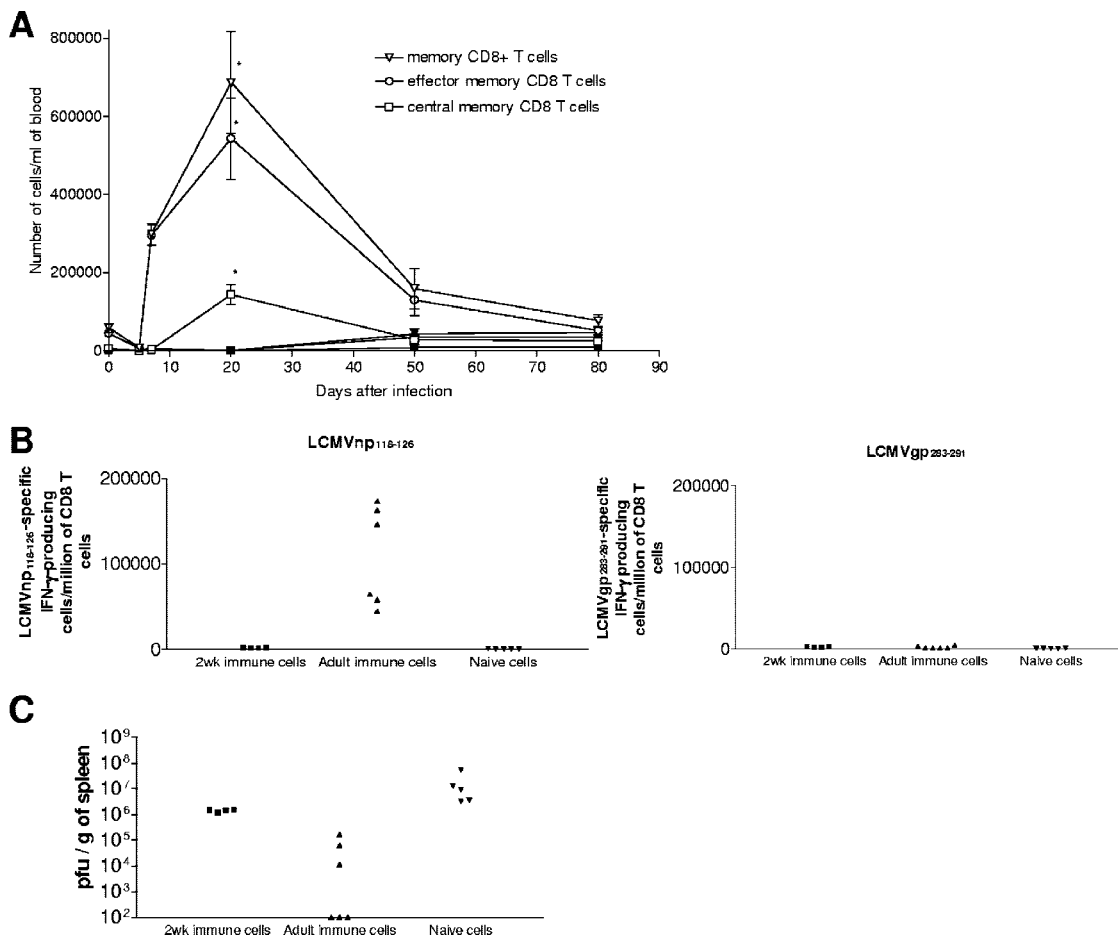 A
800000
600000
400000
200000
0
Number of cells/ml of blood
memory CD8+ T cells
effector memory CD8 T cells
central memory CD8 T cells
*
*
*
0 10 20 30 40 50 60 70 80 90
Days after infection
B
LCMVnp118-126
LCMVnp118-126-specific
IFN-γ-producing
cells/million of CD8 T
cells
200000
100000
0
2wk immune cells Adult immune cells Naive cells
LCMVgp283-291
LCMVgp283-291-specific
IFN-γ producing
cells/million of CD8 T
cells
200000
100000
0
2wk immune cells Adult immune cells Naive cells
C
pfu / g of spleen
10⁹
10⁸
10⁷
10⁶
10⁵
10⁴
10³
10²
2wk immune cells Adult immune cells Naive cells